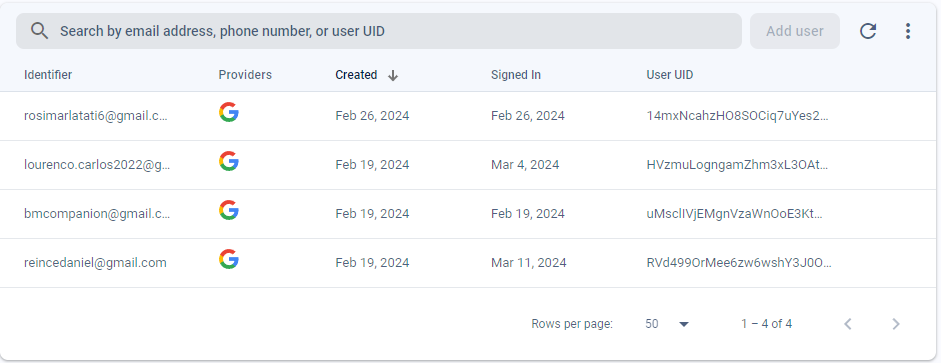 Search by email address, phone number, or user UID Add user
Identifier Providers Created Signed In User UID
rosimarlatati6@gmail.c... Feb 26, 2024 Feb 26, 2024 14mxNcahzHO8SOCiq7uYes2...
lourenco.carlos2022@g... Feb 19, 2024 Mar 4, 2024 HVzmuLogngamZhm3xL3OAt...
bmcompanion@gmail.c... Feb 19, 2024 Feb 19, 2024 uMsclIVjEMgnVzaWnOoE3Kt...
reincedaniel@gmail.com Feb 19, 2024 Mar 11, 2024 RVd499OrMee6zw6wshY3J0O...
Rows per page: 50 1 – 4 of 4